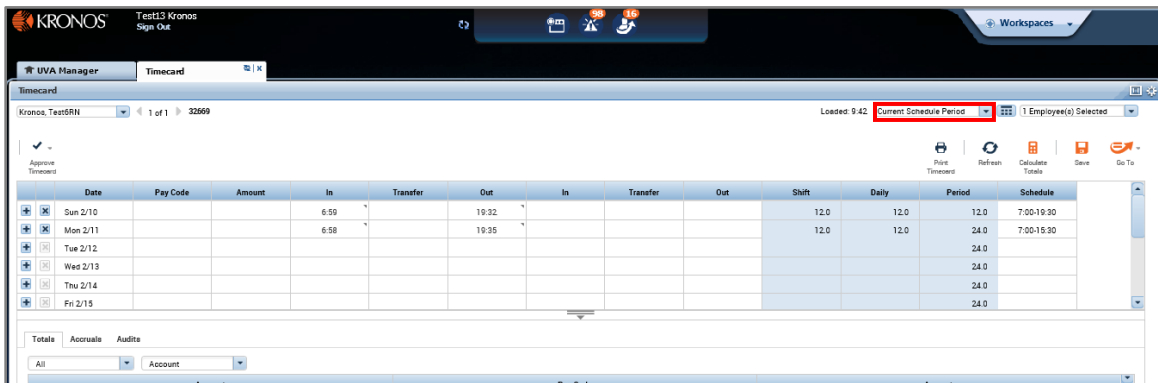 KRONOS®
Test13 Kronos
Sign Out
98
16
Workspaces
UVA Manager
Timecard
Timecard
Kronos, Test6RN 1 of 1 32669 Loaded: 9:42 Current Schedule Period 1 Employee(s) Selected
Approve Timecard
Print Timecard
Refresh
Calculate Totals
Save
Go To
Date Pay Code Amount In Transfer Out In Transfer Out Shift Daily Period Schedule
Sun 2/10 6:59 19:32 12.0 12.0 12.0 7:00-19:30
Mon 2/11 6:58 19:35 12.0 12.0 24.0 7:00-15:30
Tue 2/12 24.0
Wed 2/13 24.0
Thu 2/14 24.0
Fri 2/15 24.0
Totals Accruals Audits
All Account